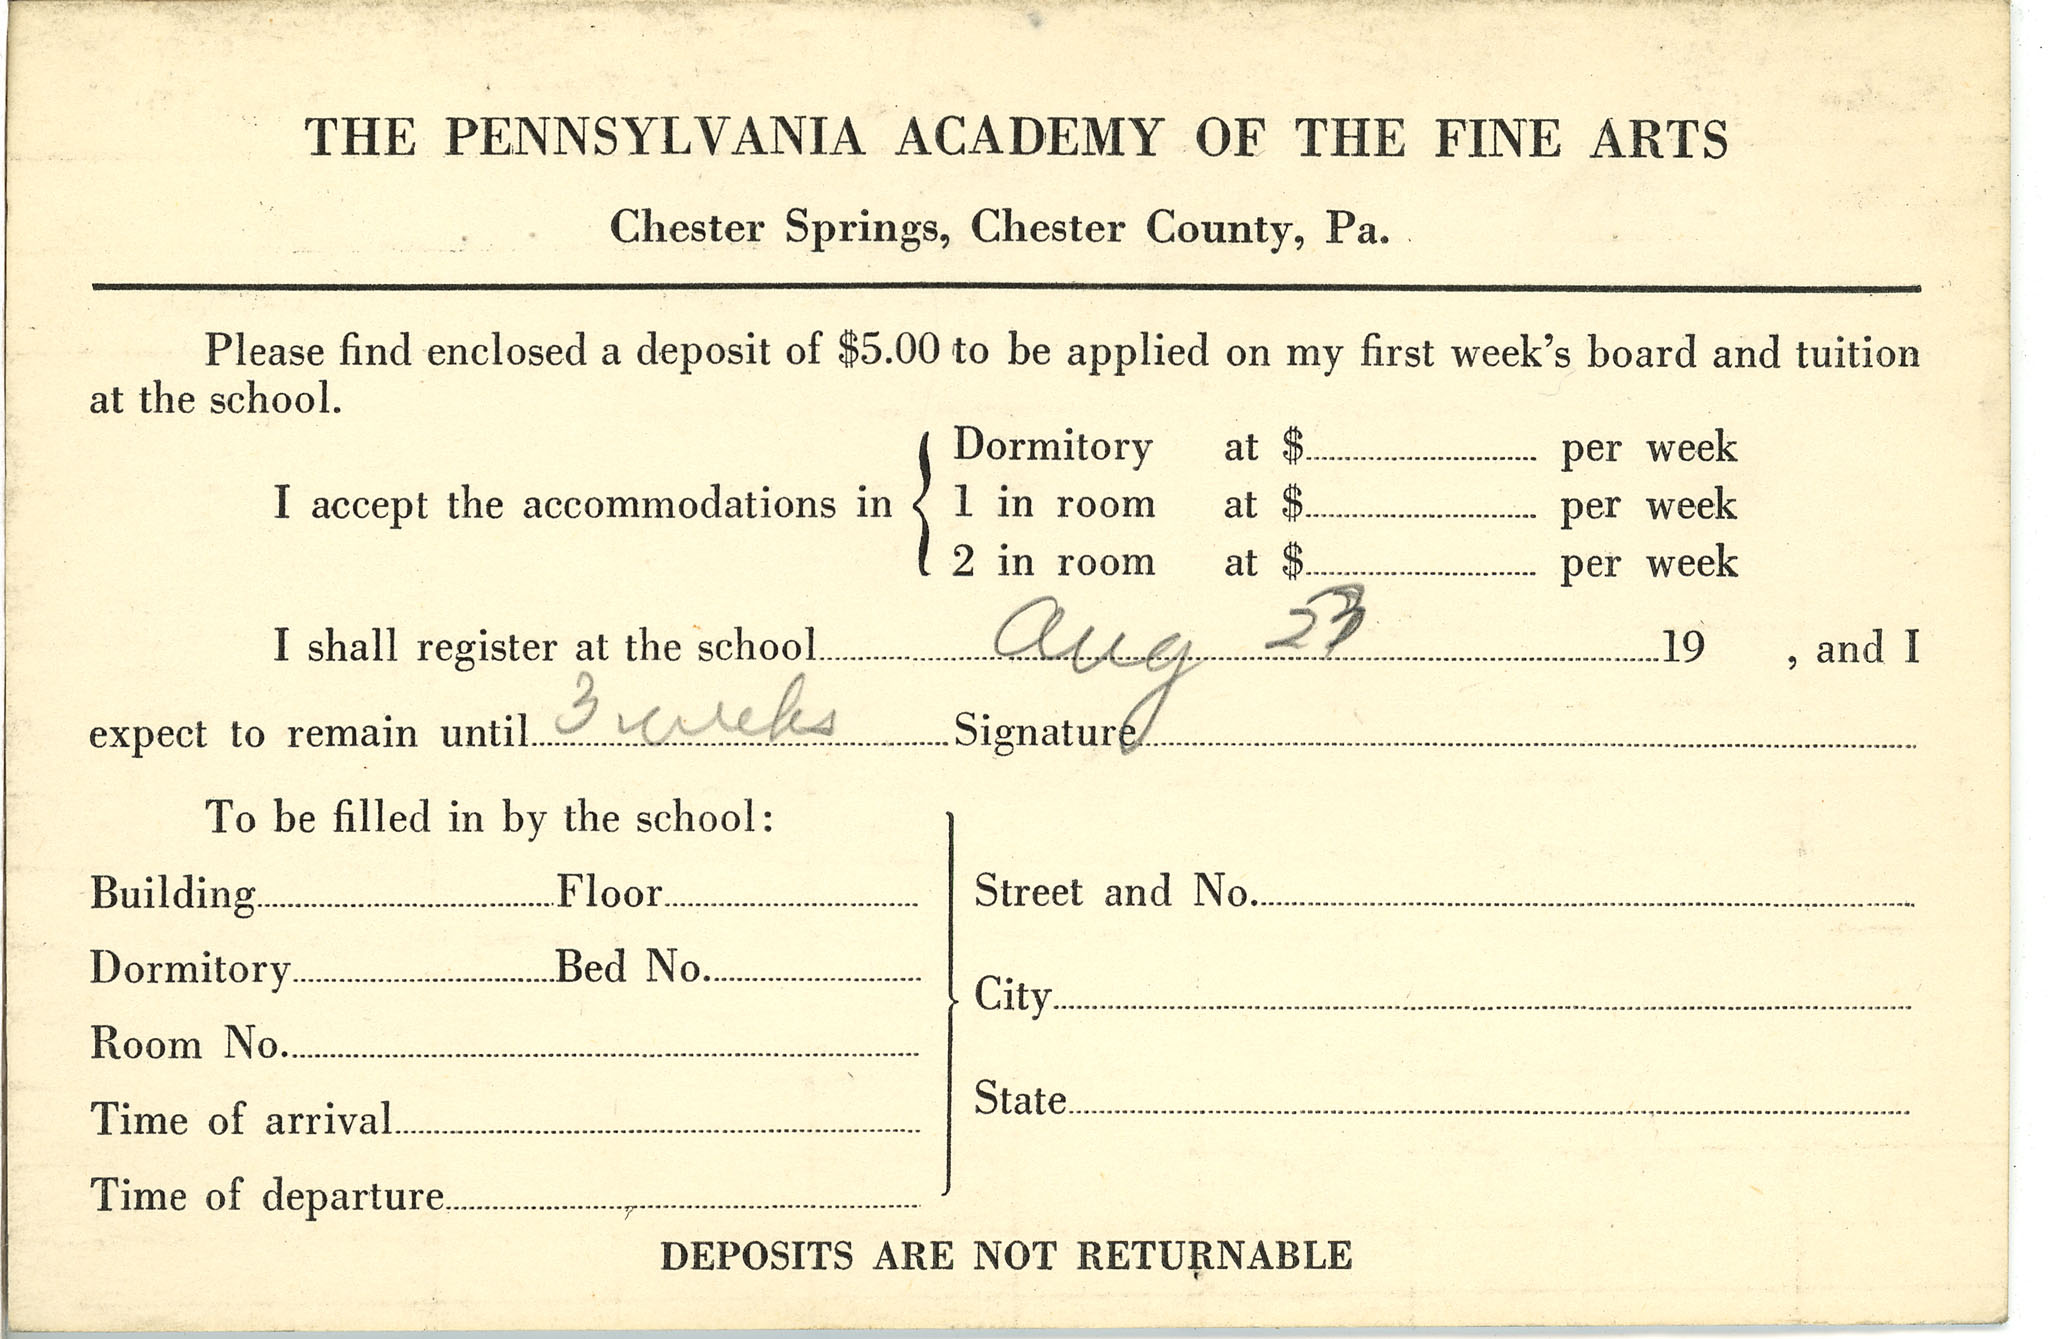 THE PENNSYLVANIA ACADEMY OF THE FINE ARTS
Chester Springs, Chester County, Pa.
Please find enclosed a deposit of $5.00 to be applied on my first week's board and tuition
at the school.
I accept the accommodations in
Dormitory at $ per week
1 in room at $ per week
2 in room at $ per week
I shall register at the school Aug 19 , and I
expect to remain until 3 weeks Signature
To be filled in by the school:
Building Floor
Dormitory Bed No.
Room No.
Time of arrival
Time of departure
Street and No.
City
State
DEPOSITS ARE NOT RETURNABLE